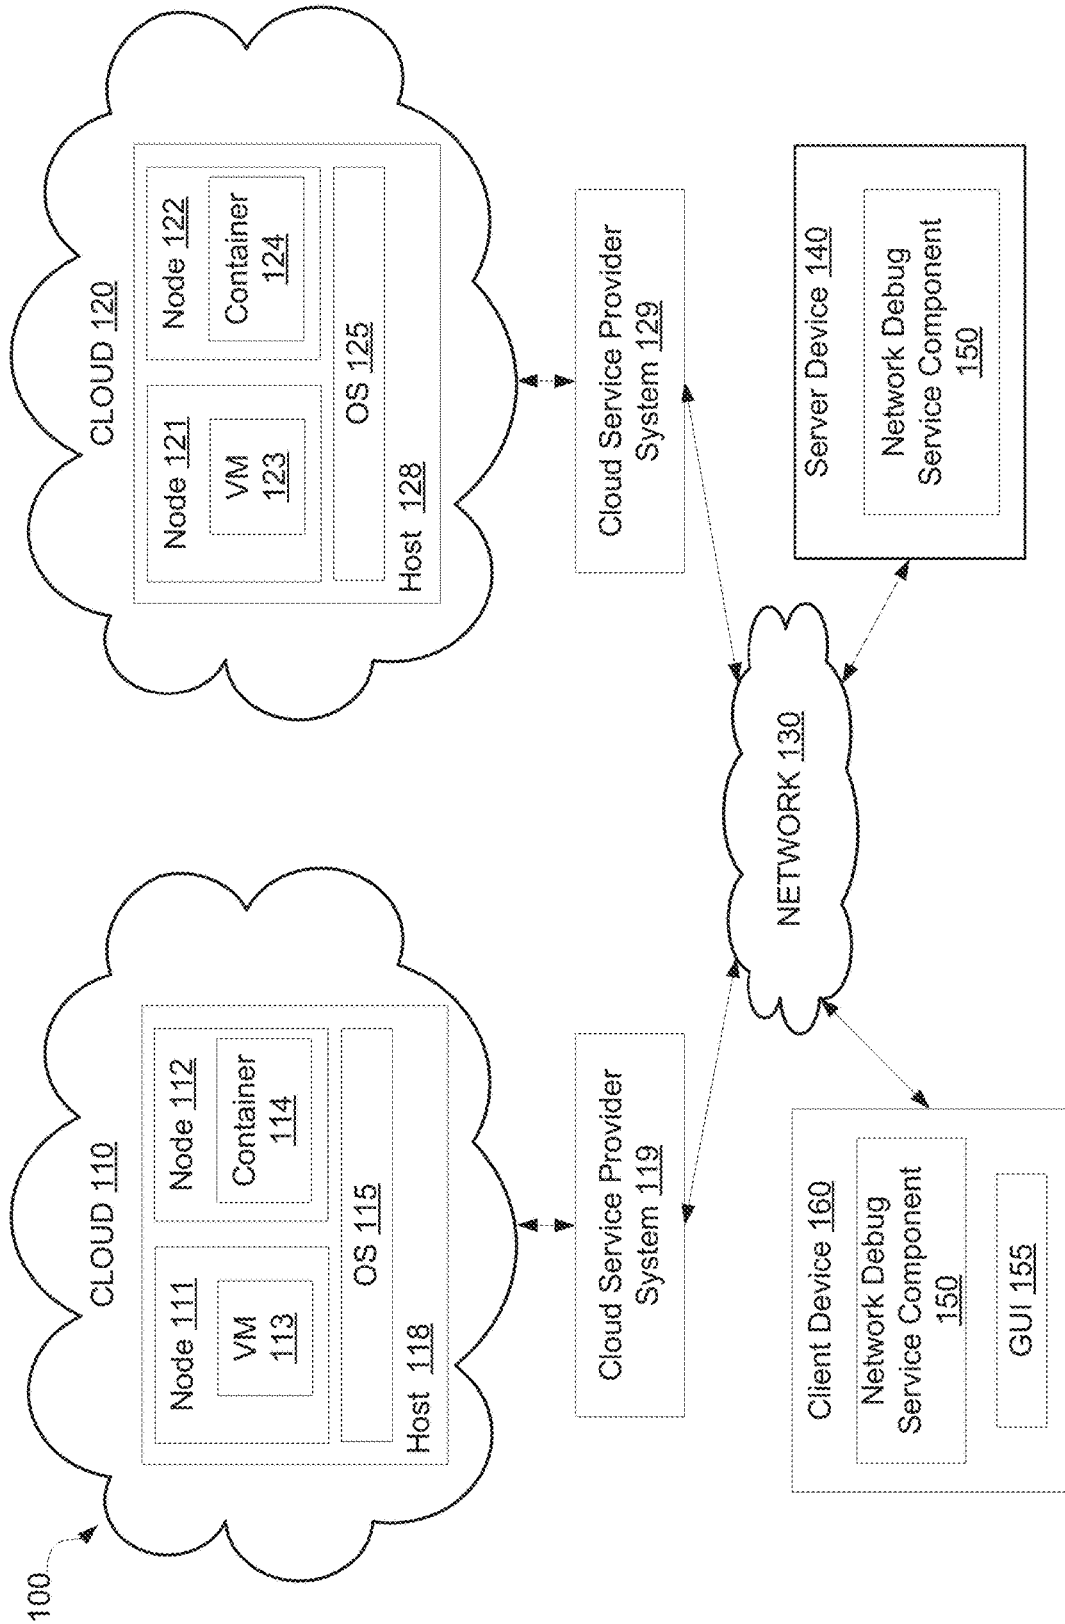 100
CLOUD 110
Node 111
VM
113
Node 112
Container
114
OS 115
Host 118
CLOUD 120
Node 121
VM
123
Node 122
Container
124
OS 125
Host 128
Cloud Service Provider
System 119
Cloud Service Provider
System 129
NETWORK 130
Client Device 160
Network Debug
Service Component
150
GUI 155
Server Device 140
Network Debug
Service Component
150